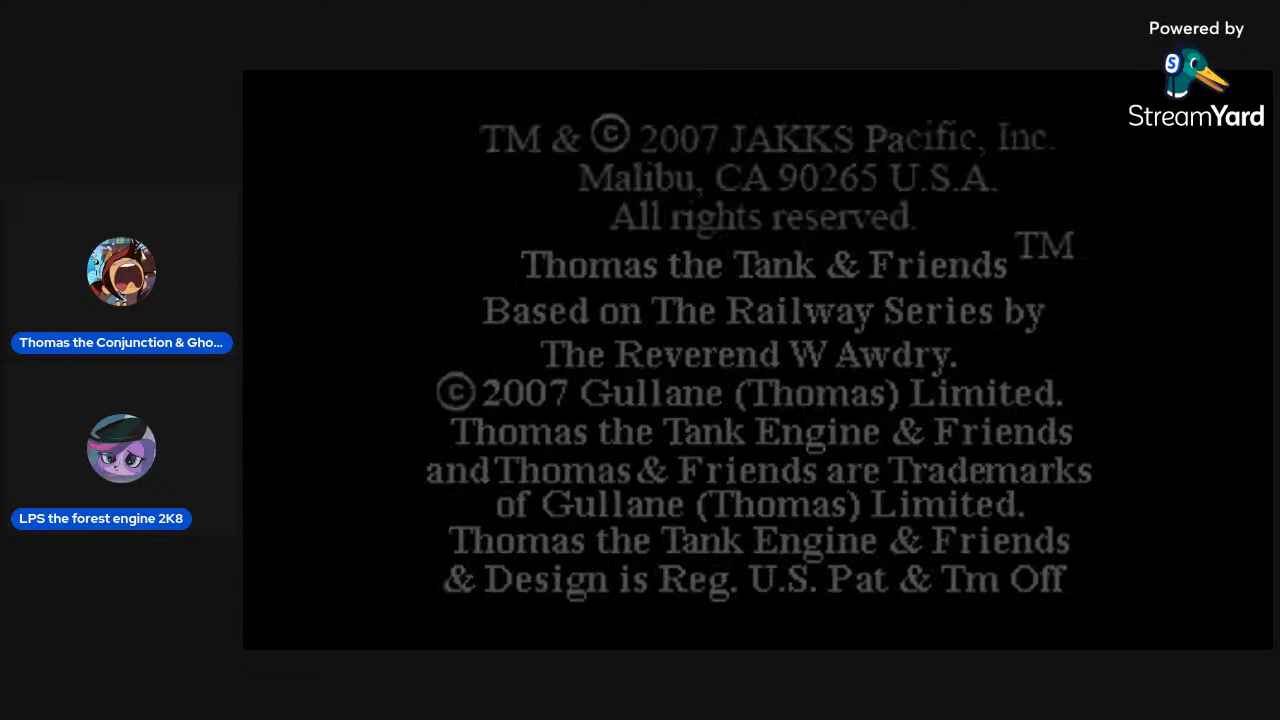 Powered by
StreamYard
TM & © 2007 JAKKS Pacific, Inc.
Malibu, CA 90265 U.S.A.
All rights reserved.
Thomas the Tank & Friends TM
Based on The Railway Series by
The Reverend W Awdry.
© 2007 Gullane (Thomas) Limited.
Thomas the Tank Engine & Friends
and Thomas & Friends are Trademarks
of Gullane (Thomas) Limited.
Thomas the Tank Engine & Friends
& Design is Reg. U.S. Pat & Tm Off
Thomas the Conjunction & Gho...
LPS the forest engine 2K8